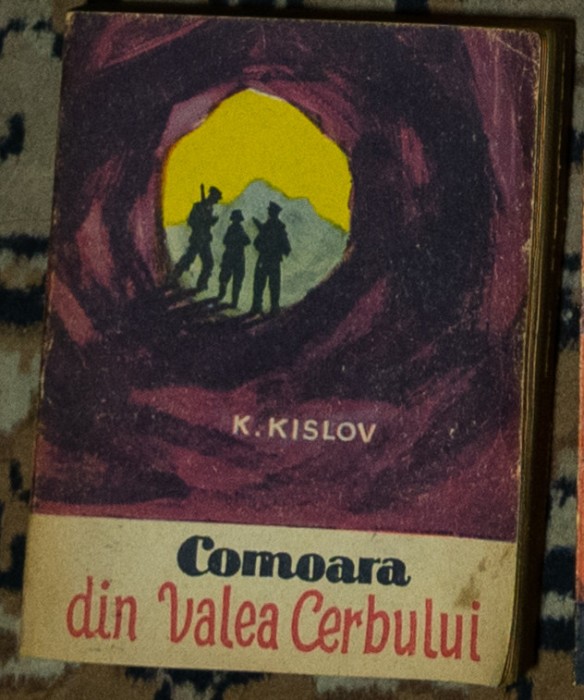 K. KISLOV
Comoara
din Valea Cerbului